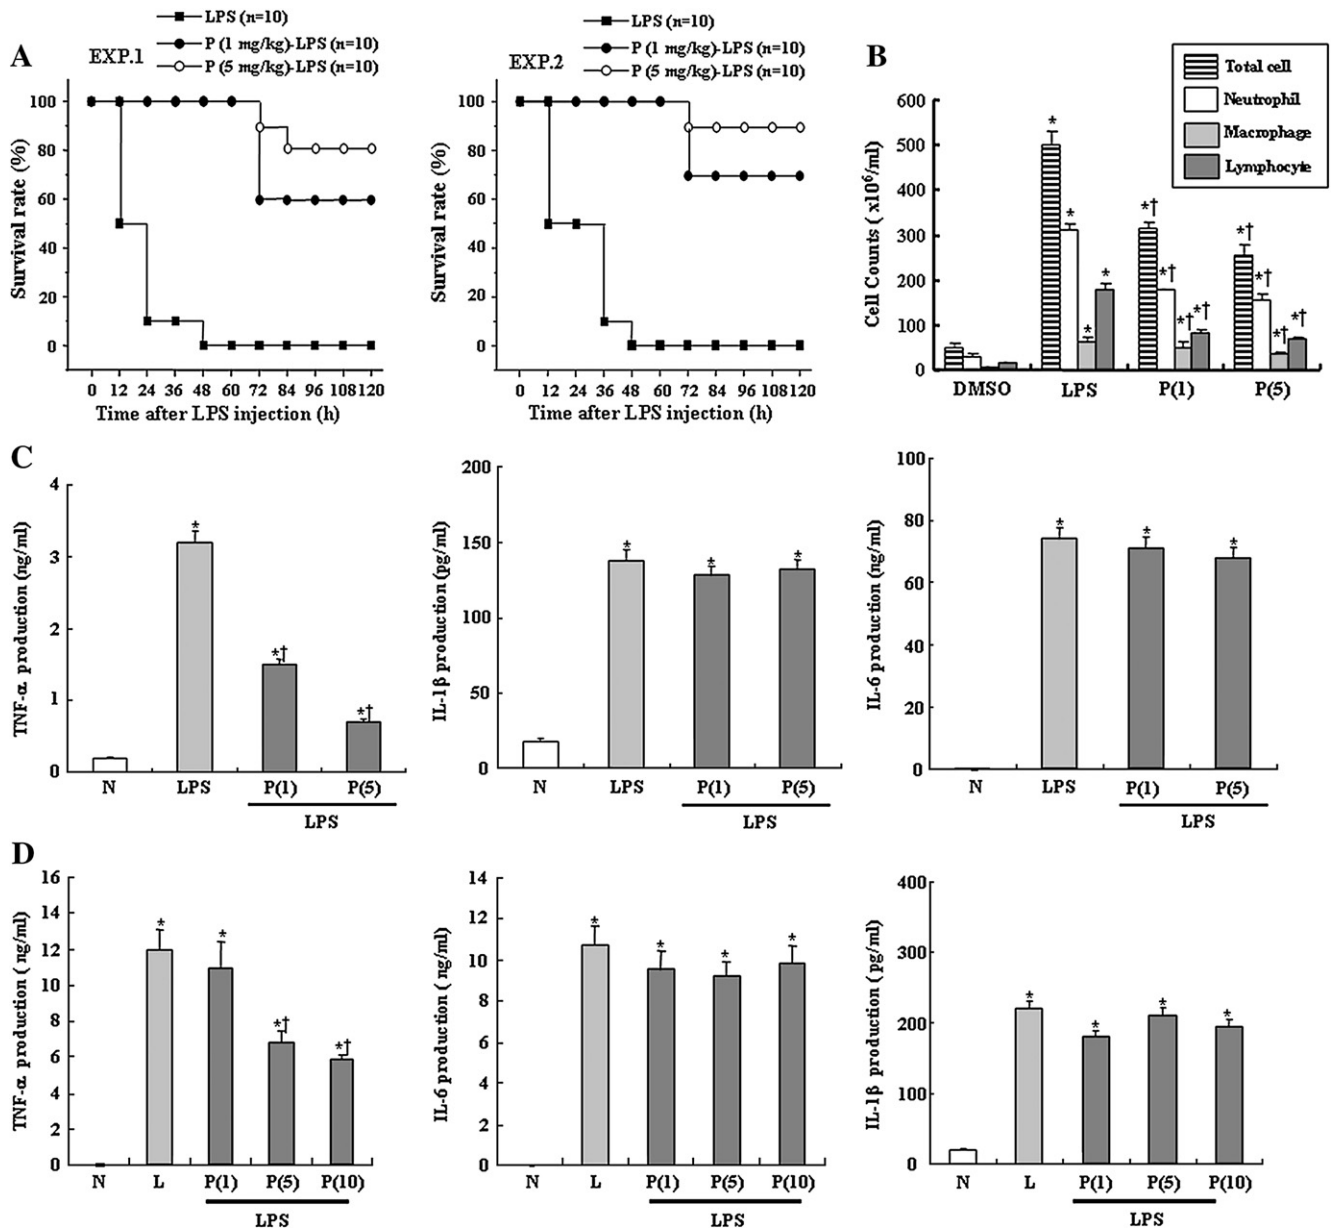 A
EXP.1
LPS (n=10)
P (1 mg/kg)-LPS (n=10)
P (5 mg/kg)-LPS (n=10)
Survival rate (%)
100
80
60
40
20
0
0 12 24 36 48 60 72 84 96 108 120
Time after LPS injection (h)
EXP.2
LPS (n=10)
P (1 mg/kg)-LPS (n=10)
P (5 mg/kg)-LPS (n=10)
Survival rate (%)
100
80
60
40
20
0
0 12 24 36 48 60 72 84 96 108 120
Time after LPS injection (h)
B
Total cell
Neutrophil
Macrophage
Lymphocyte
Cell Counts ( x10⁶/ml)
600
500
400
300
200
100
0
* * * *
*† *† *† *†
*† *† *† *†
DMSO LPS P(1) P(5)
C
TNF-α production (ng/ml)
4
3
2
1
0
* *† *†
N LPS P(1) P(5)
LPS
IL-1β production (pg/ml)
200
150
100
50
0
* * *
N LPS P(1) P(5)
LPS
IL-6 production (ng/ml)
100
80
60
40
20
0
* * *
N LPS P(1) P(5)
LPS
D
TNF-α production ( ng/ml)
16
14
12
10
8
6
4
2
0
* * *† *†
N L P(1) P(5) P(10)
LPS
IL-6 production ( ng/ml)
14
12
10
8
6
4
2
0
* * * *
N L P(1) P(5) P(10)
LPS
IL-1β production ( pg/ml)
400
300
200
100
0
* * * *
N L P(1) P(5) P(10)
LPS